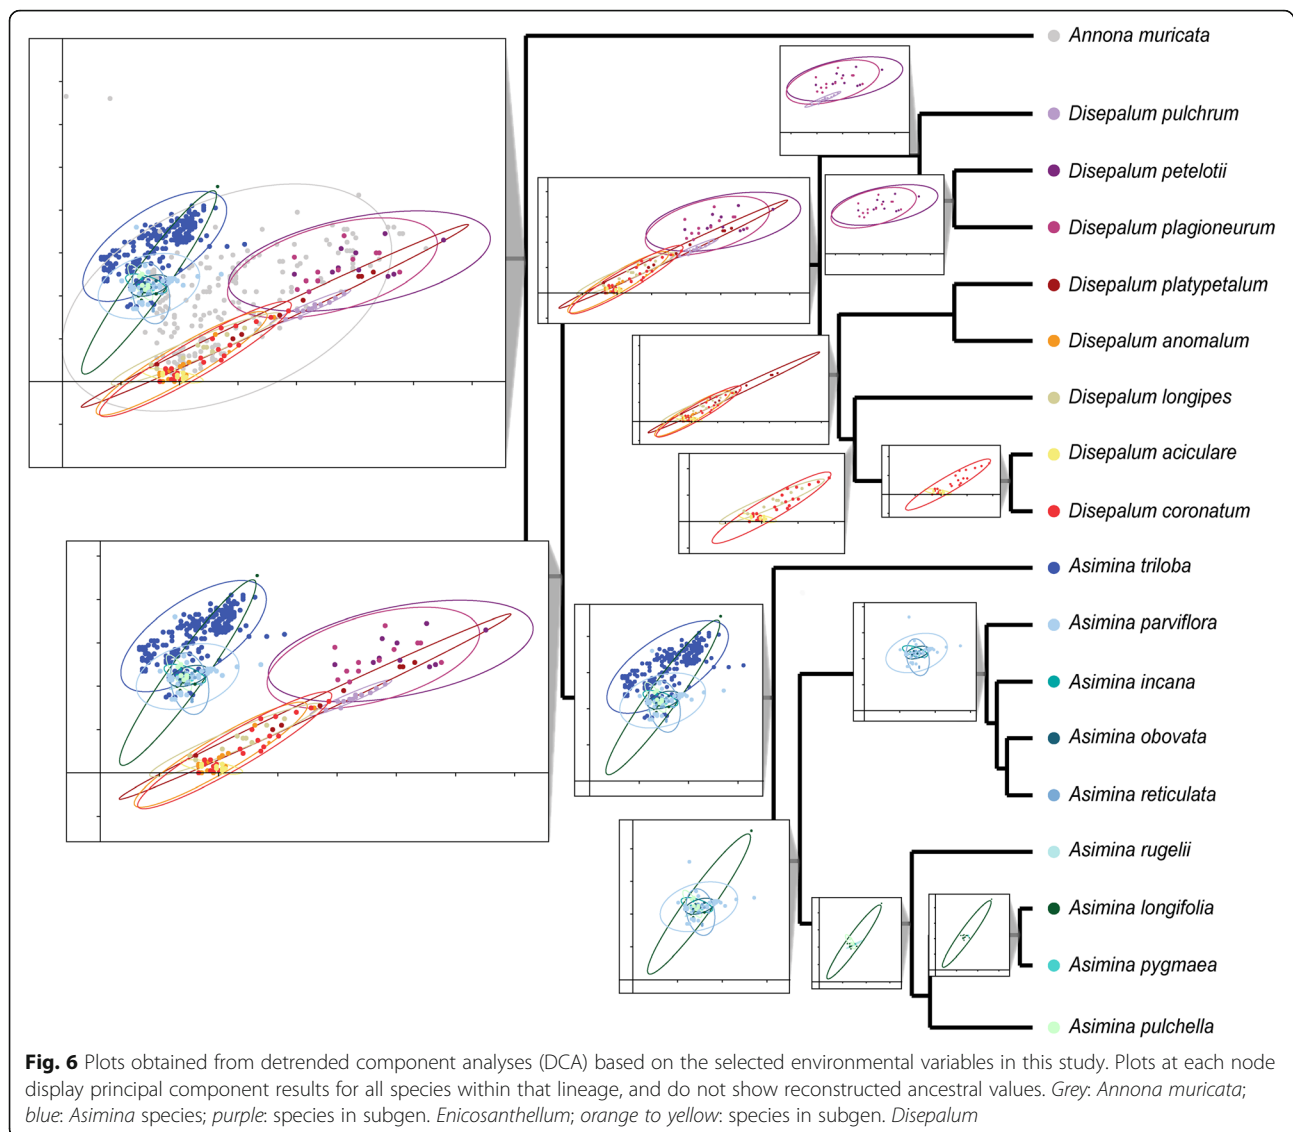 Annona muricata
Disepalum pulchrum
Disepalum petelotii
Disepalum plagioneurum
Disepalum platypetalum
Disepalum anomalum
Disepalum longipes
Disepalum aciculare
Disepalum coronatum
Asimina triloba
Asimina parviflora
Asimina incana
Asimina obovata
Asimina reticulata
Asimina rugelii
Asimina longifolia
Asimina pygmaea
Asimina pulchella
Fig. 6 Plots obtained from detrended component analyses (DCA) based on the selected environmental variables in this study. Plots at each node
display principal component results for all species within that lineage, and do not show reconstructed ancestral values. Grey: Annona muricata;
blue: Asimina species; purple: species in subgen. Enicosanthellum; orange to yellow: species in subgen. Disepalum